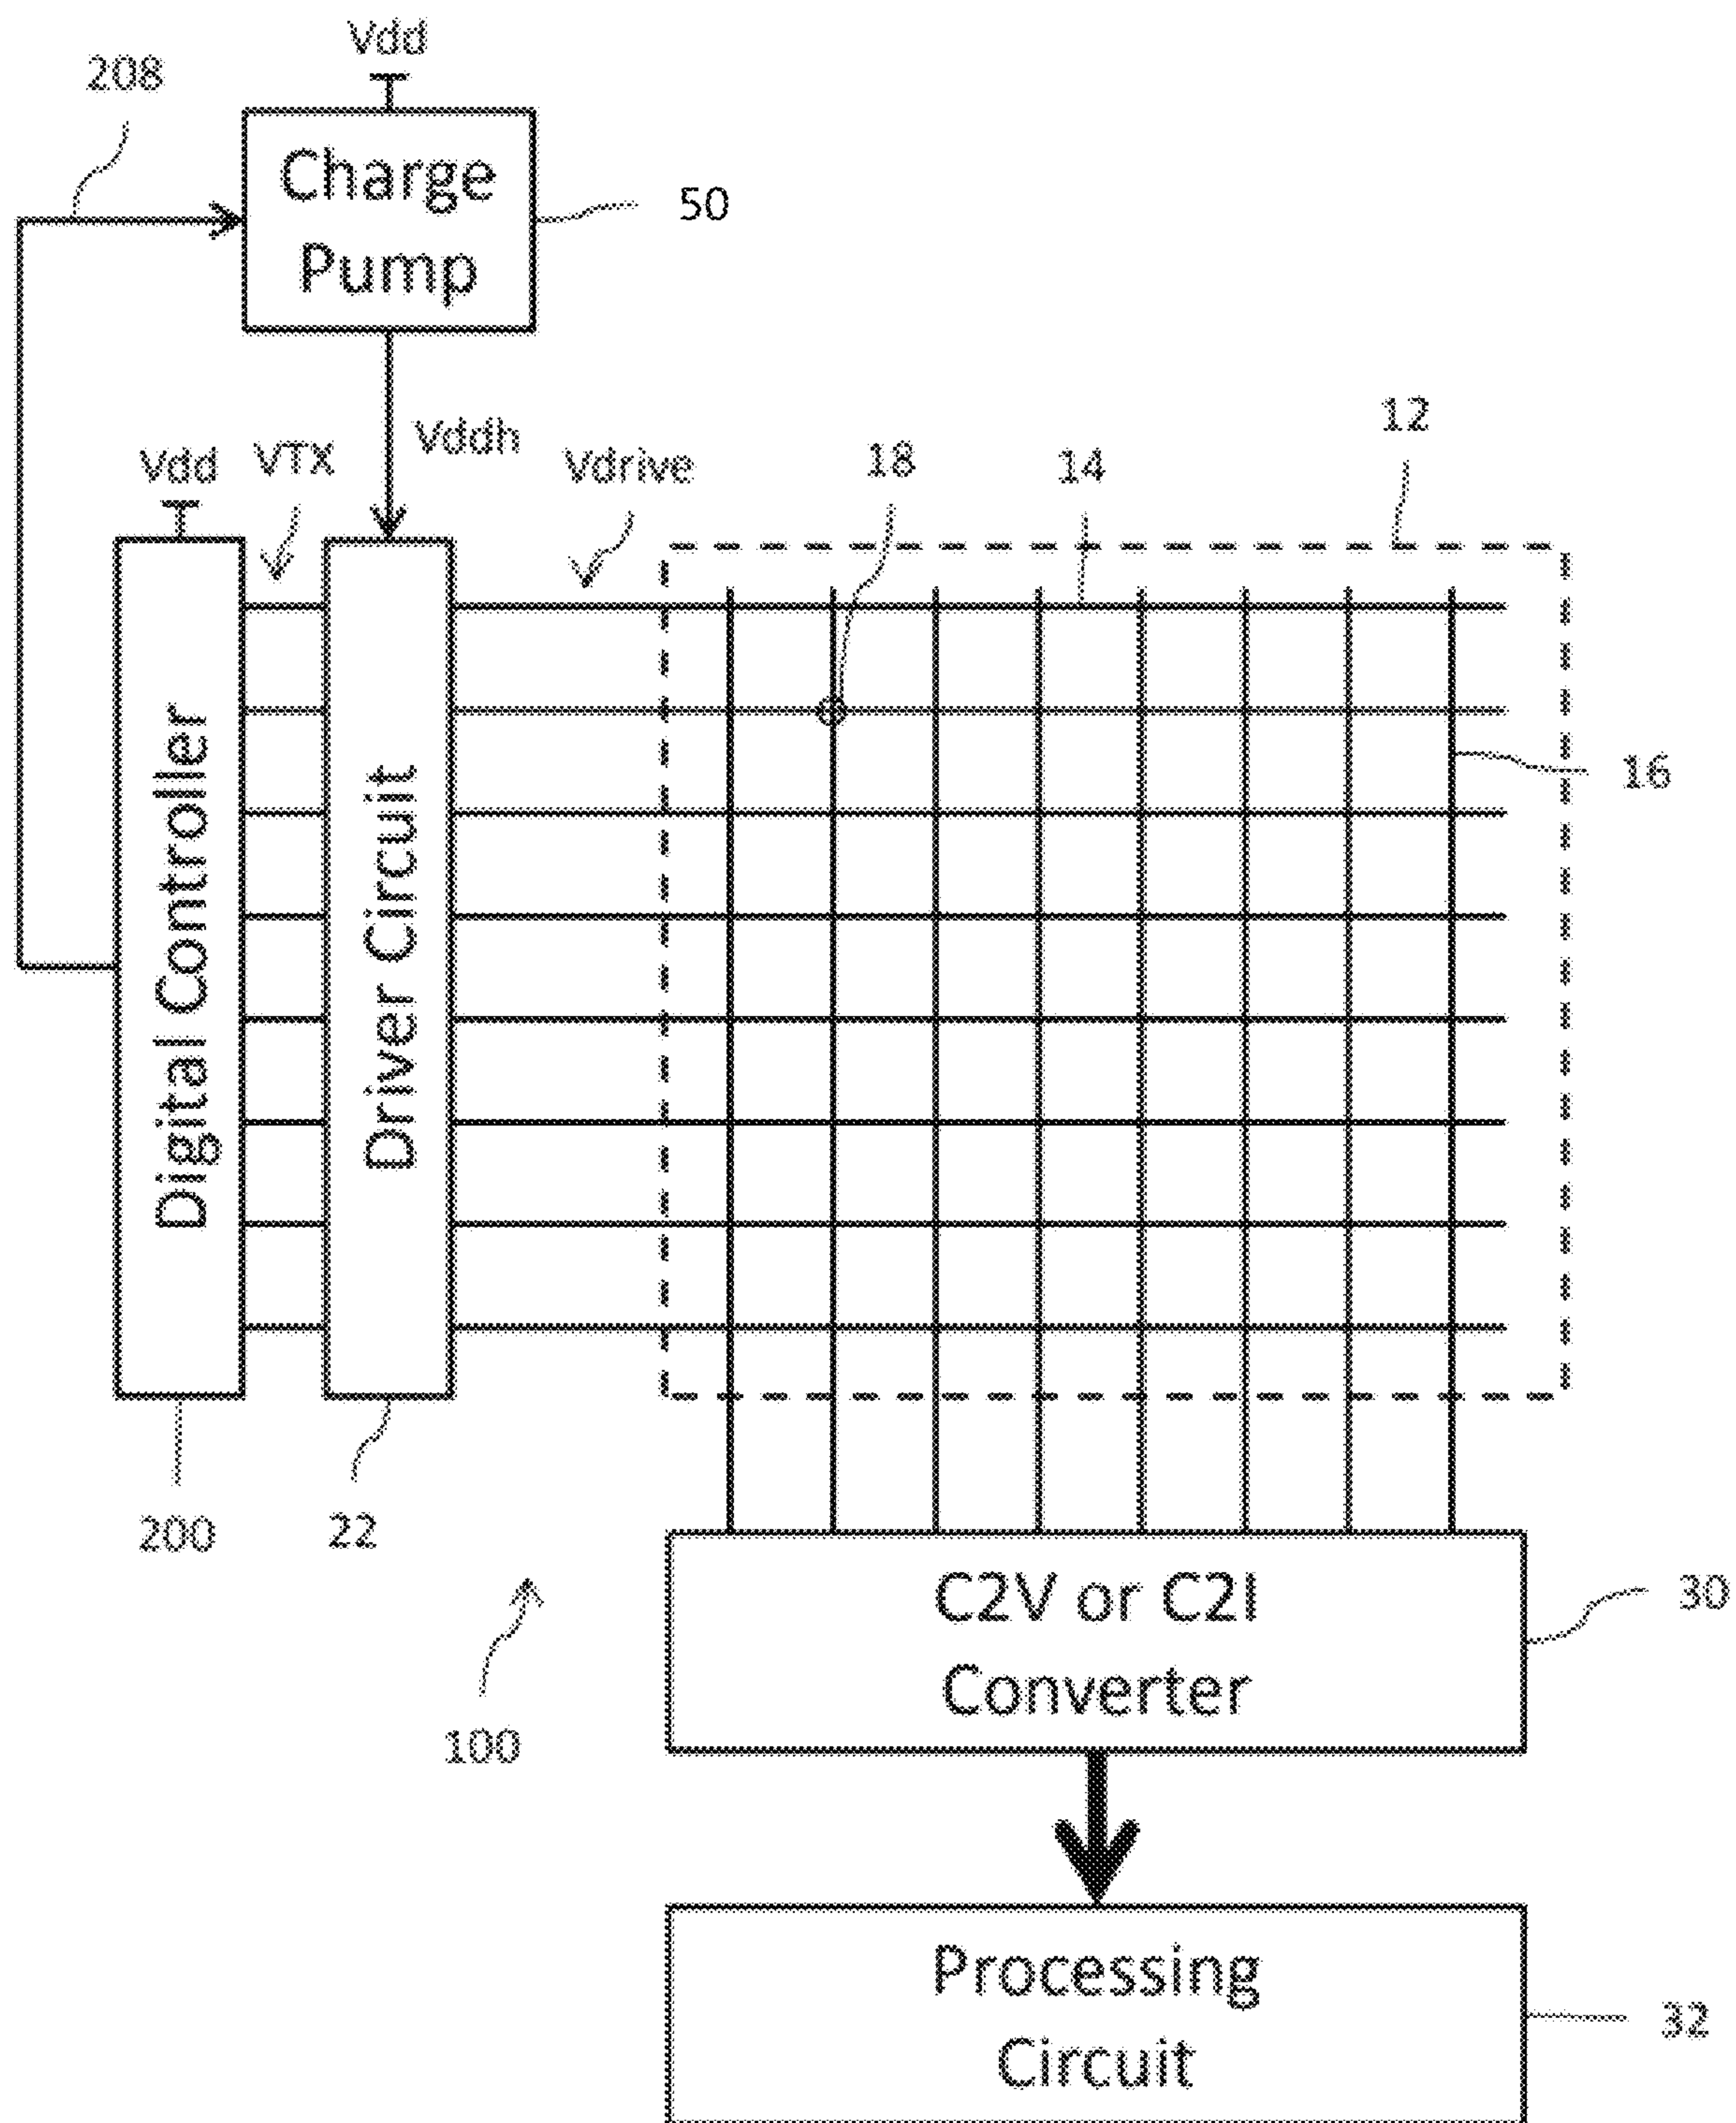 Vdd
208
Charge
Pump
50
Vddh
12
Vdd
VTX
Vdrive
18
14
16
Digital Controller
Driver Circuit
200
22
C2V or C2I
Converter
30
100
Processing
Circuit
32